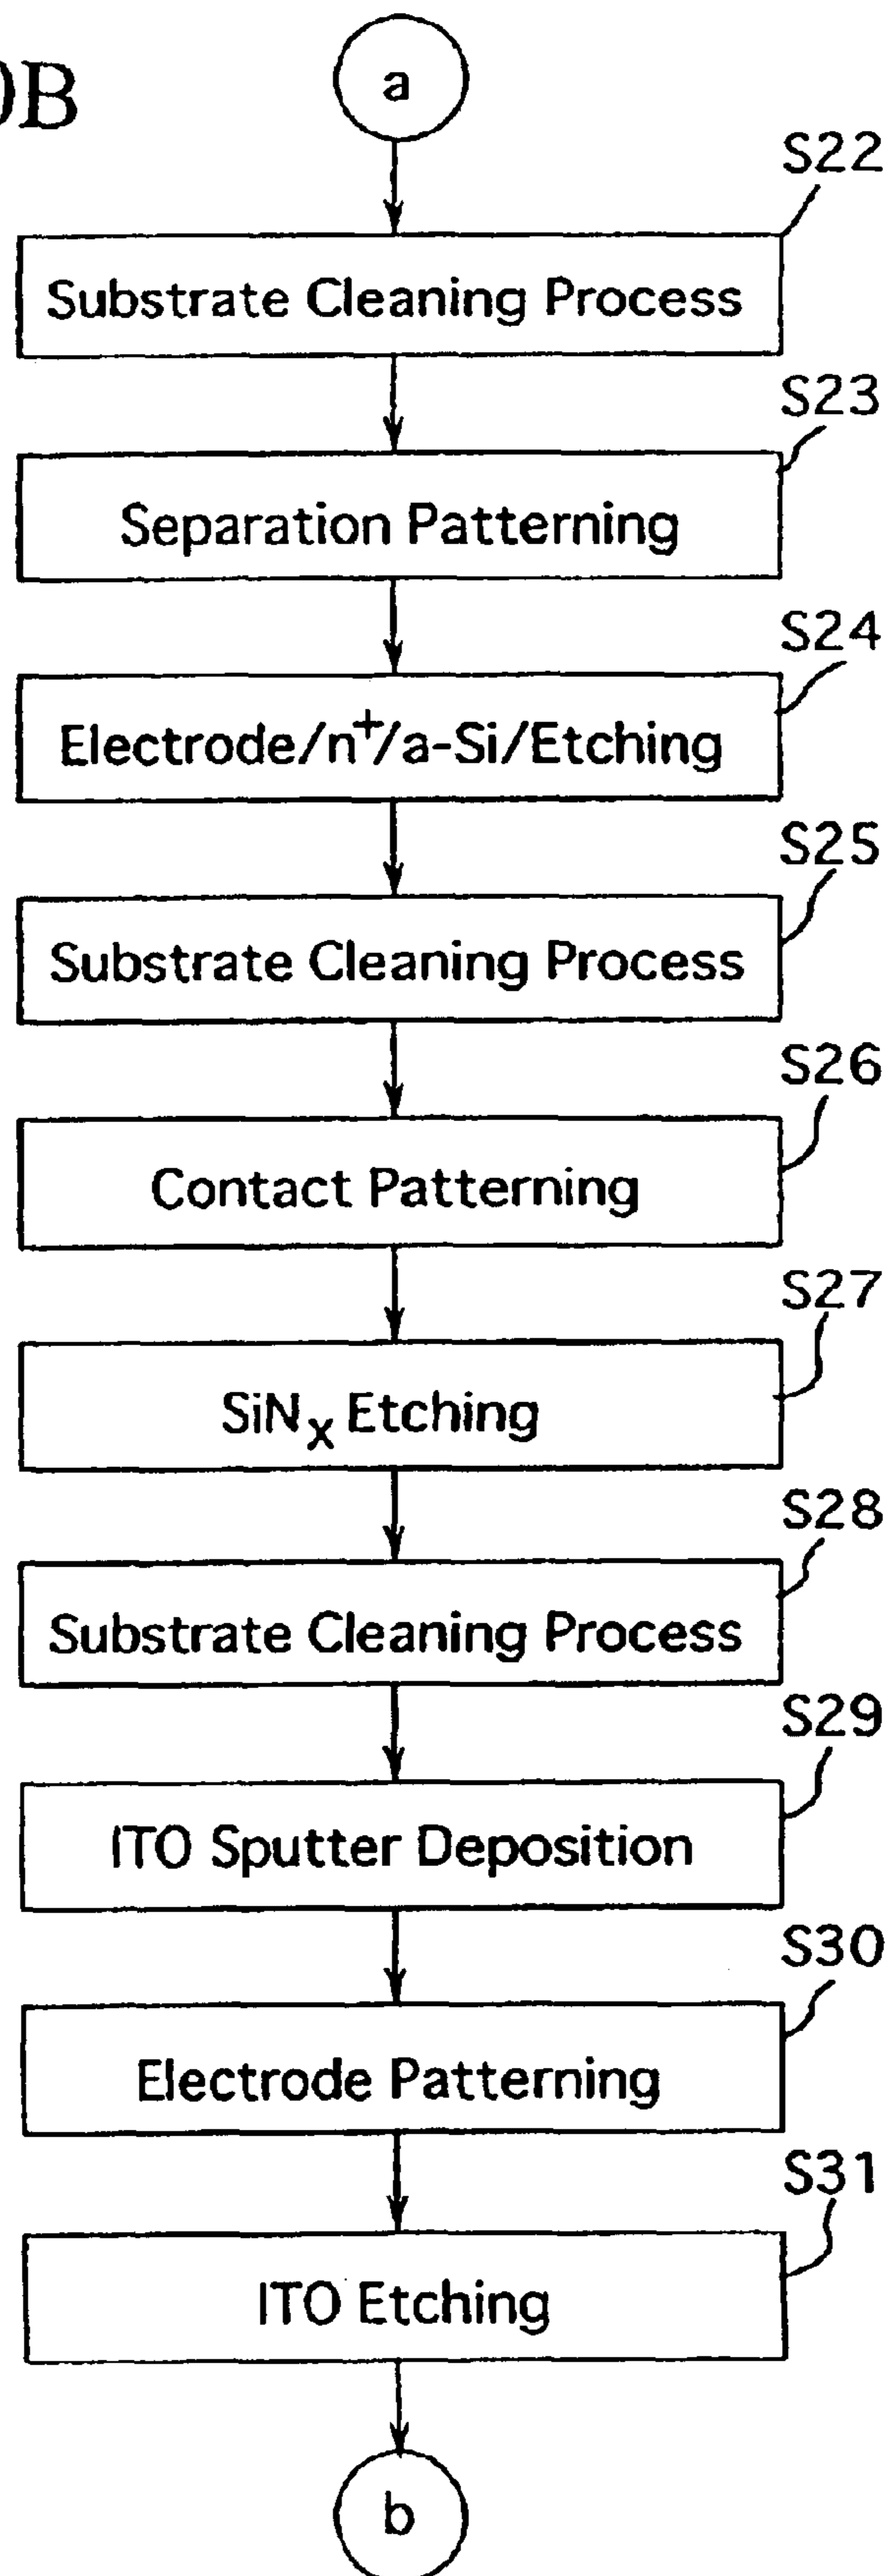 0B
a
S22
Substrate Cleaning Process
S23
Separation Patterning
S24
Electrode/n⁺/a-Si/Etching
S25
Substrate Cleaning Process
S26
Contact Patterning
S27
SiNₓ Etching
S28
Substrate Cleaning Process
S29
ITO Sputter Deposition
S30
Electrode Patterning
S31
ITO Etching
b